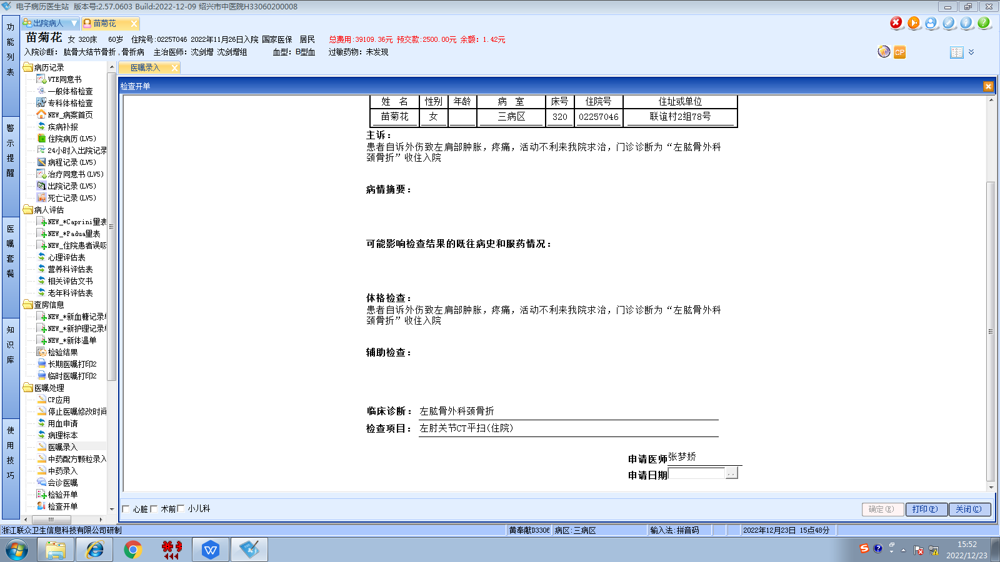 电子病历医生站 版本号:2.57.0603 Build:2022-12-09 绍兴市中医院H33060200008
功能列表
警示提醒
医嘱套餐
知识库
使用技巧
出院病人
苗菊花
苗菊花 女 320床 60岁 住院号:02257046 2022年11月26日入院 国家医保 居民 总费用:39109.36元 预交款:2500.00元 余额: 1.42元
入院诊断: 肱骨大结节骨折,骨折病 主治医师: 沈剑增 沈剑增组 血型: B型血 过敏药物: 未发现
CP
病历记录
VTE同意书
一般体格检查
专科体格检查
NEW_病案首页
疾病补报
住院病历(LV5)
24小时入出院记录
病程记录(LV5)
治疗同意书(LV5)
出院记录(LV5)
死亡记录(LV5)
病人评估
NEW_*Caprini量表
NEW_*Padua量表
NEW_住院患者误吸
心理评估表
营养科评估表
相关评估文书
老年科评估表
查房信息
NEW_*新血糖记录单
NEW_*新护理记录单
NEW_*新体温单
检验结果
长期医嘱打印2
临时医嘱打印2
医嘱处理
CP应用
停止医嘱修改时间
用血申请
病理标本
医嘱录入
中药配方颗粒录入
中药录入
会诊医嘱
检验开单
检查开单
医嘱录入
检查开单
姓 名 性别 年龄 病 室 床号 住院号 住址或单位
苗菊花 女 三病区 320 02257046 联谊村2组78号
主诉:
患者自诉外伤致左肩部肿胀，疼痛，活动不利来我院求治，门诊诊断为“左肱骨外科
颈骨折”收住入院
病情摘要:
可能影响检查结果的既往病史和服药情况:
体格检查:
患者自诉外伤致左肩部肿胀，疼痛，活动不利来我院求治，门诊诊断为“左肱骨外科
颈骨折”收住入院
辅助检查:
临床诊断: 左肱骨外科颈骨折
检查项目: 左肘关节CT平扫(住院)
申请医师 张梦娇
申请日期 ..
心脏 术前 小儿科
确定(E) 打印(P) 关闭(C)
浙江联众卫生信息科技有限公司研制 黄奉献D3306 病区:三病区 输入法:拼音码 2022年12月23日 15点48分
15:52
2022/12/23